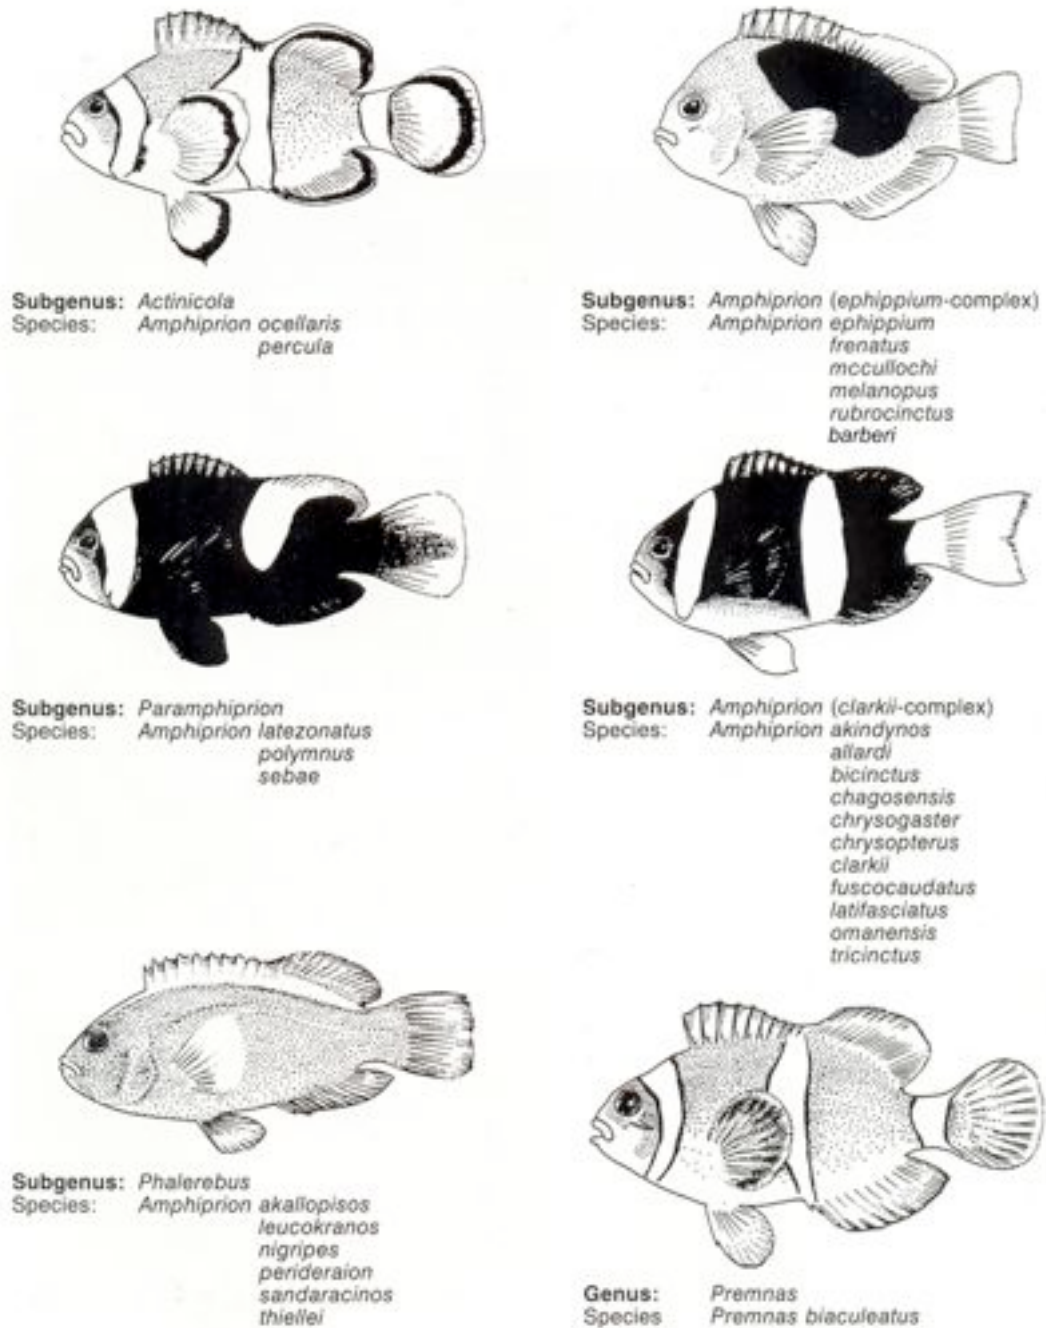 Subgenus: Actinicola
Species: Amphiprion ocellaris
percula
Subgenus: Amphiprion (ephippium-complex)
Species: Amphiprion ephippium
frenatus
mccullochi
melanopus
rubrocinctus
barberi
Subgenus: Paramphiprion
Species: Amphiprion latezonatus
polymnus
sebae
Subgenus: Amphiprion (clarkii-complex)
Species: Amphiprion akindynos
allardi
bicinctus
chagosensis
chrysogaster
chrysopterus
clarkii
fuscocaudatus
latifasciatus
omanensis
tricinctus
Subgenus: Phalerebus
Species: Amphiprion akallopisos
leucokranos
nigripes
perideraion
sandaracinos
thiellei
Genus: Premnas
Species Premnas biaculeatus